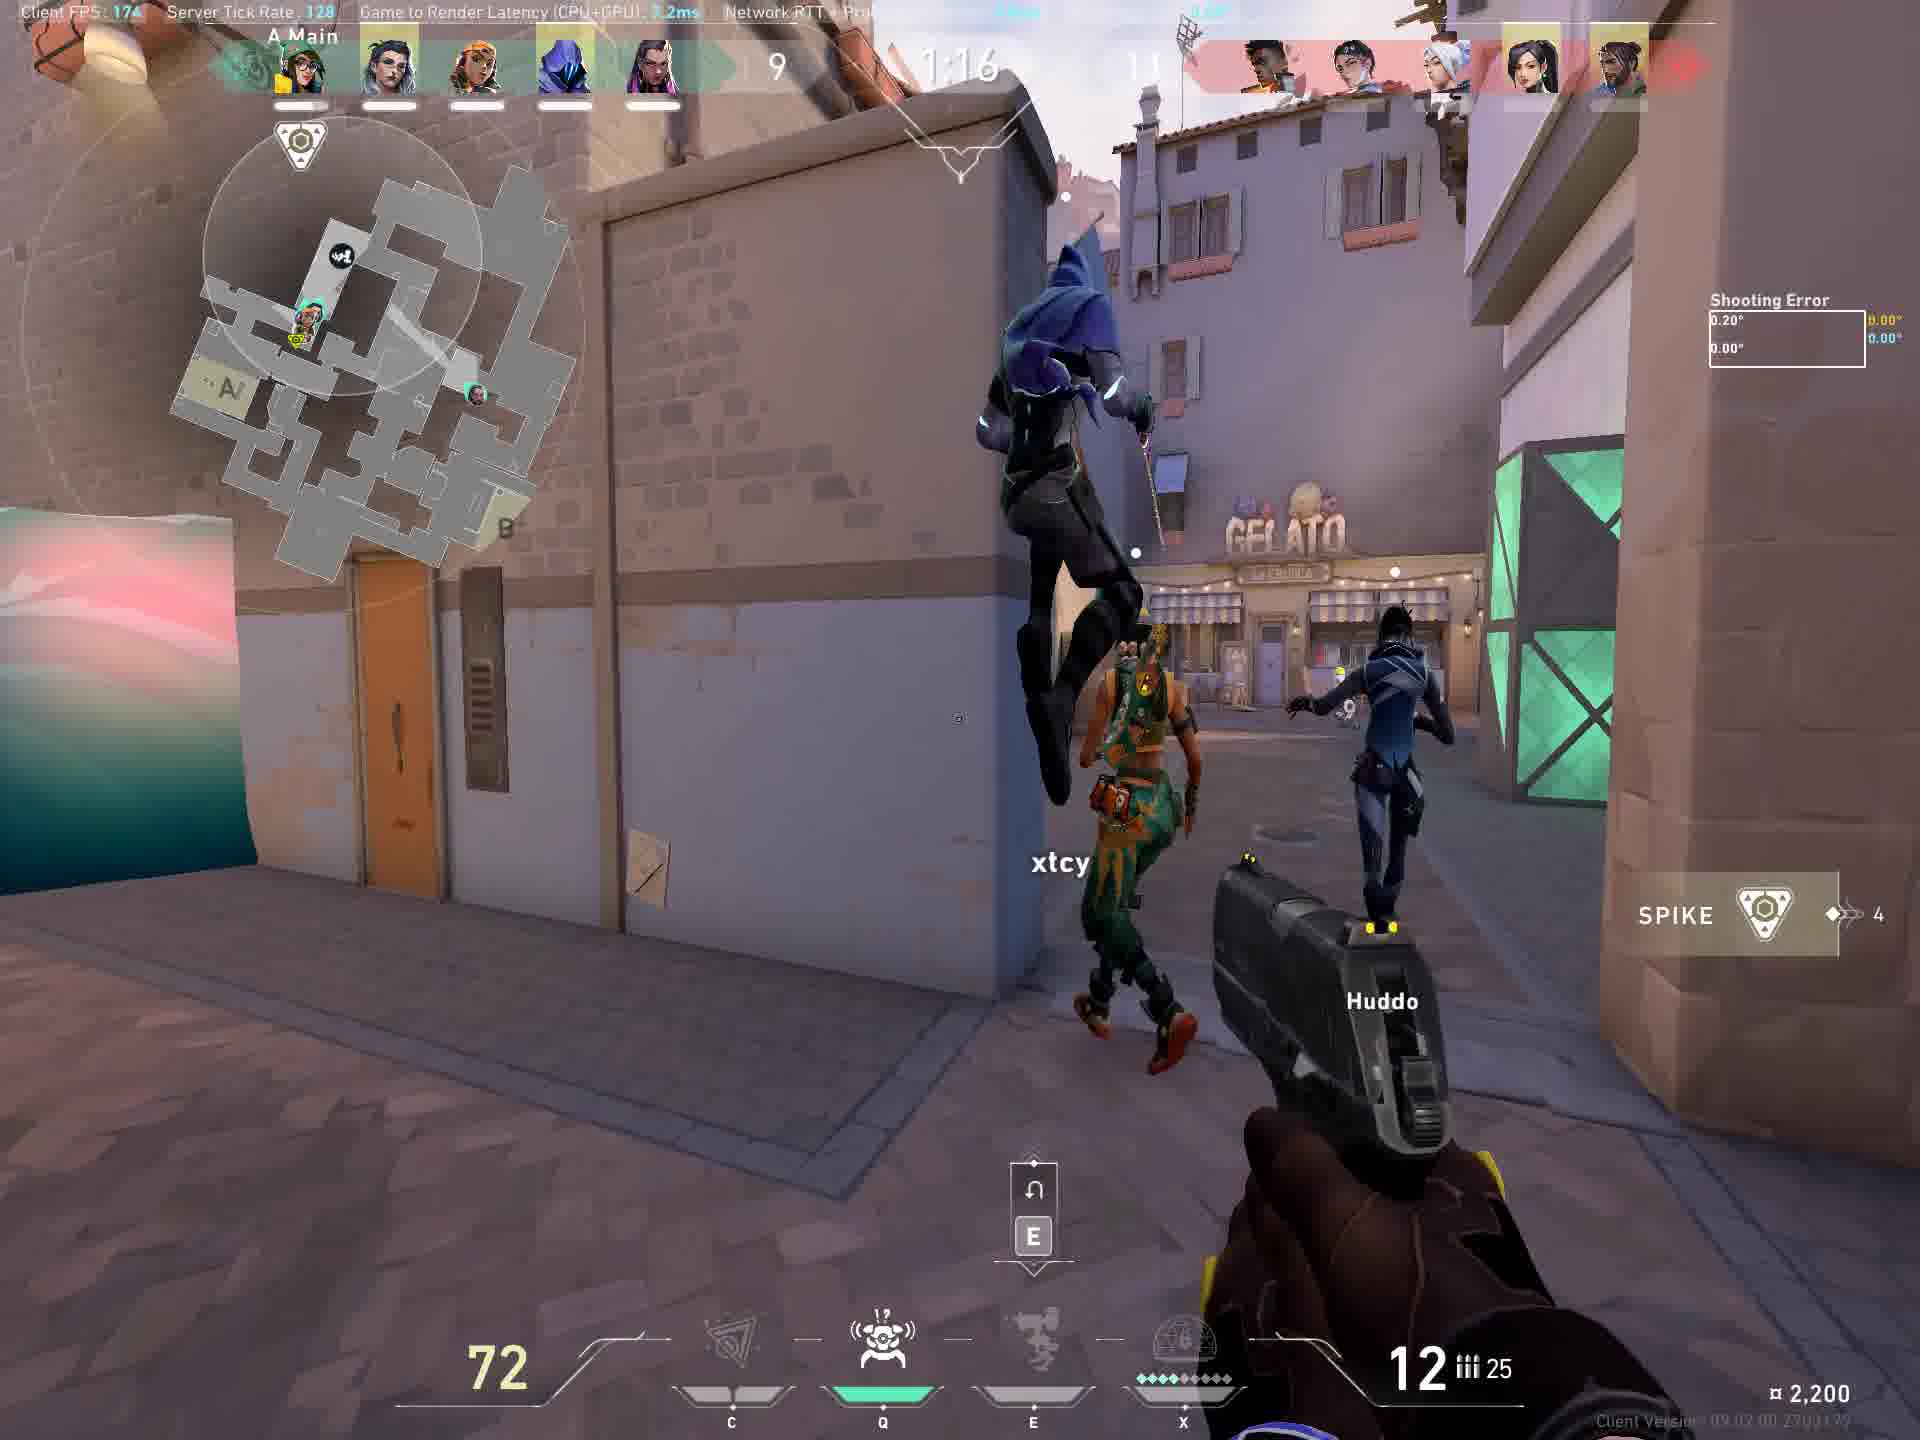 Client FPS: 174 Server Tick Rate: 128 Game to Render Latency (CPU+GPU): 7.2ms Network RTT +
A Main
9 1:16 11
A
B
Shooting Error
0.20° 0.00°
0.00°
0.00°
GELATO
SPIKE 4
xtcy
Huddo
E
72 12 25
C Q E X
2,200
Client Version